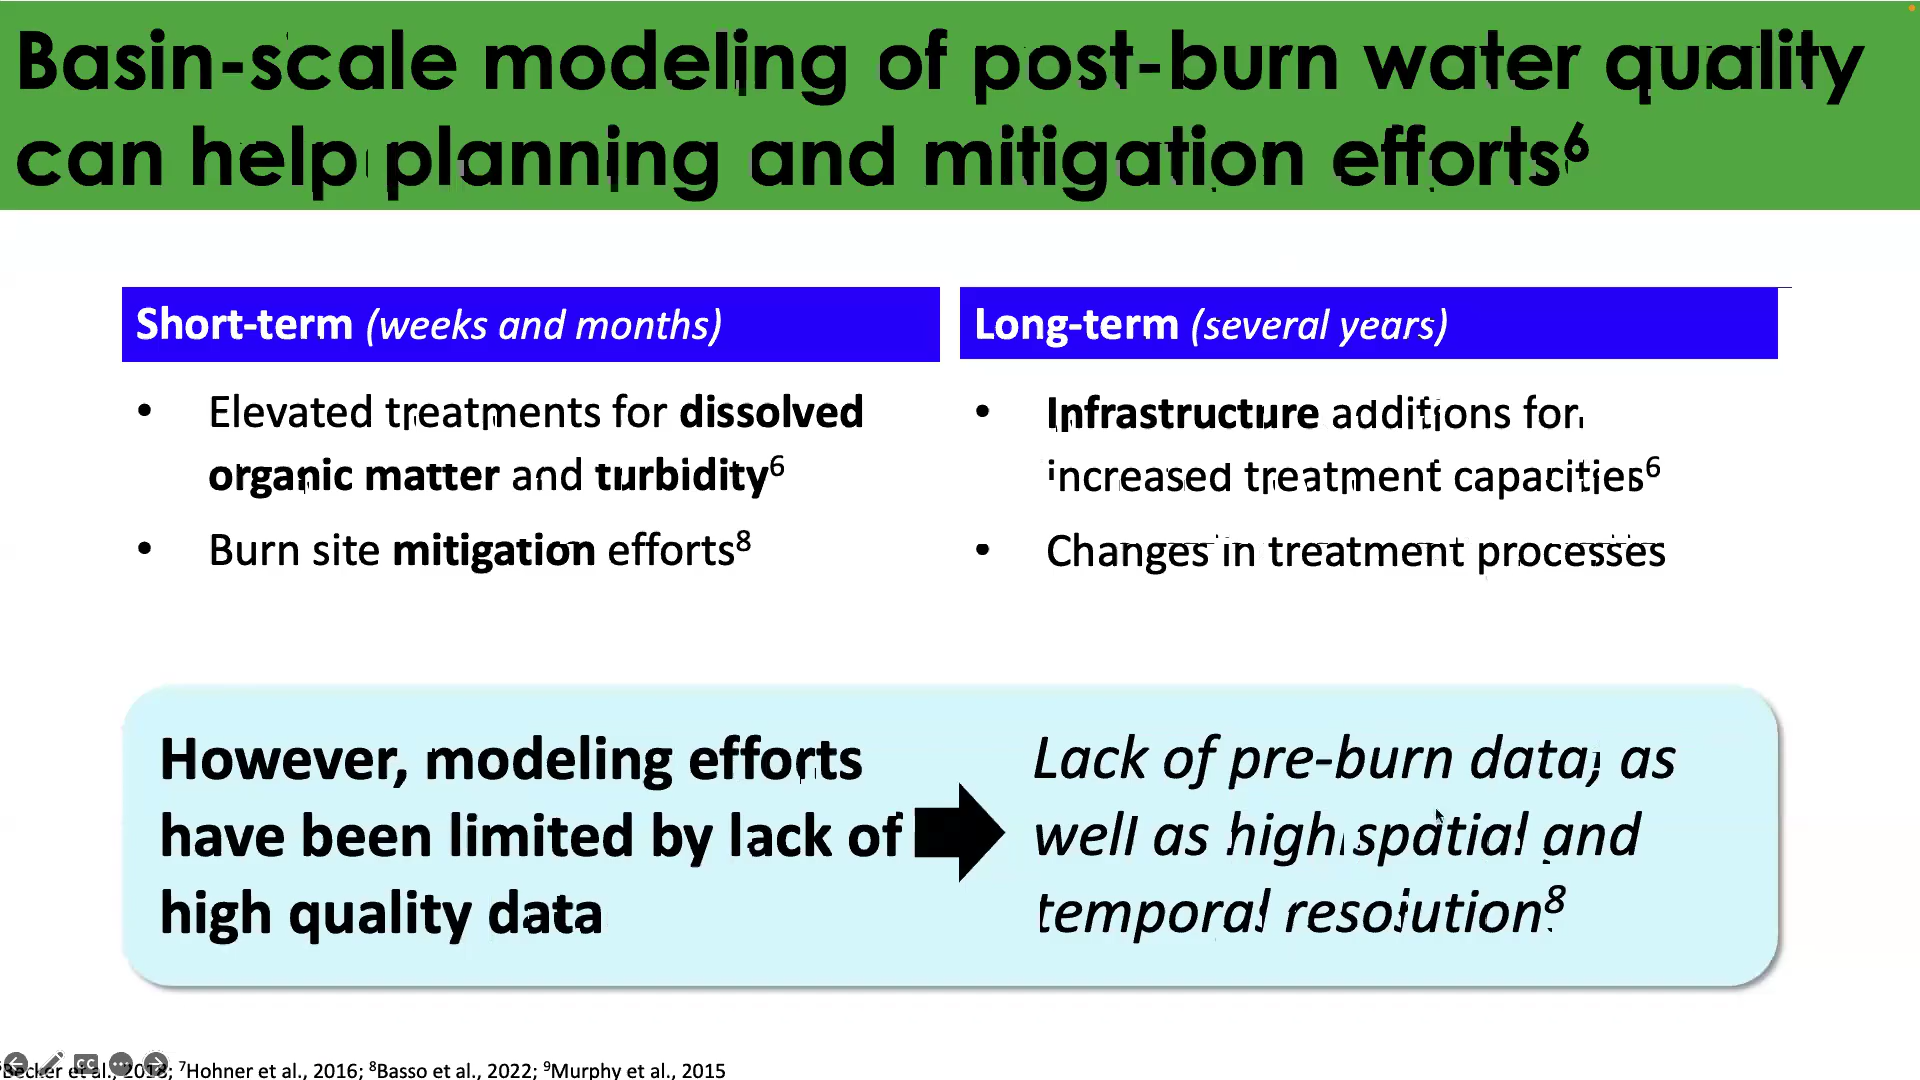 Basin-scale modeling of post-burn water quality
can help planning and mitigation efforts⁶
Short-term (weeks and months)
• Elevated treatments for dissolved
organic matter and turbidity⁶
• Burn site mitigation efforts⁸
Long-term (several years)
• Infrastructure additions for
increased treatment capacities⁶
• Changes in treatment processes
However, modeling efforts
have been limited by lack of
high quality data
Lack of pre-burn data, as
well as high spatial and
temporal resolution⁸
⁶Becker et al., 2018; ⁷Hohner et al., 2016; ⁸Basso et al., 2022; ⁹Murphy et al., 2015
CC